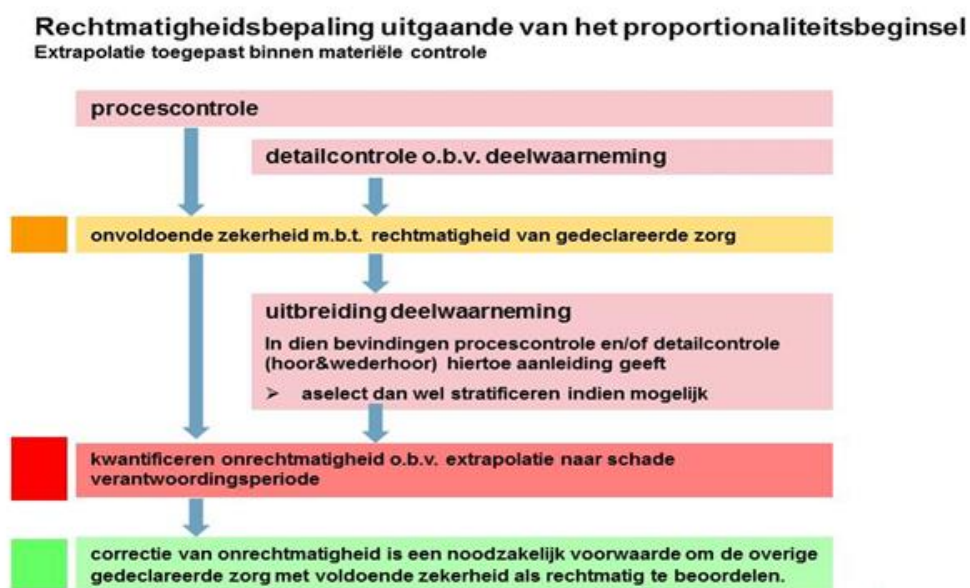 Rechtmatigheidsbepaling uitgaande van het proportionaliteitsbeginsel
Extrapolatie toegepast binnen materiële controle
procescontrole
detailcontrole o.b.v. deelwaarneming
onvoldoende zekerheid m.b.t. rechtmatigheid van gedeclareerde zorg
uitbreiding deelwaarneming
In dien bevindingen procescontrole en/of detailcontrole
(hoor&wederhoor) hiertoe aanleiding geeft
➢ aselect dan wel stratificeren indien mogelijk
kwantificeren onrechtmatigheid o.b.v. extrapolatie naar schade
verantwoordingsperiode
correctie van onrechtmatigheid is een noodzakelijk voorwaarde om de overige
gedeclareerde zorg met voldoende zekerheid als rechtmatig te beoordelen.